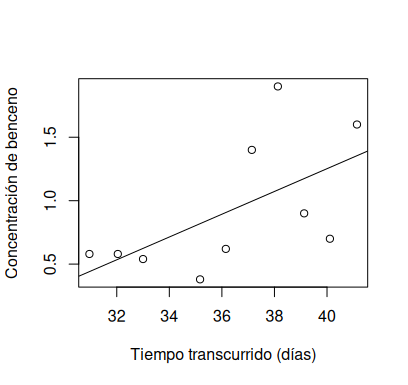 Concentración de benceno
1.5
1.0
0.5
32 34 36 38 40
Tiempo transcurrido (días)